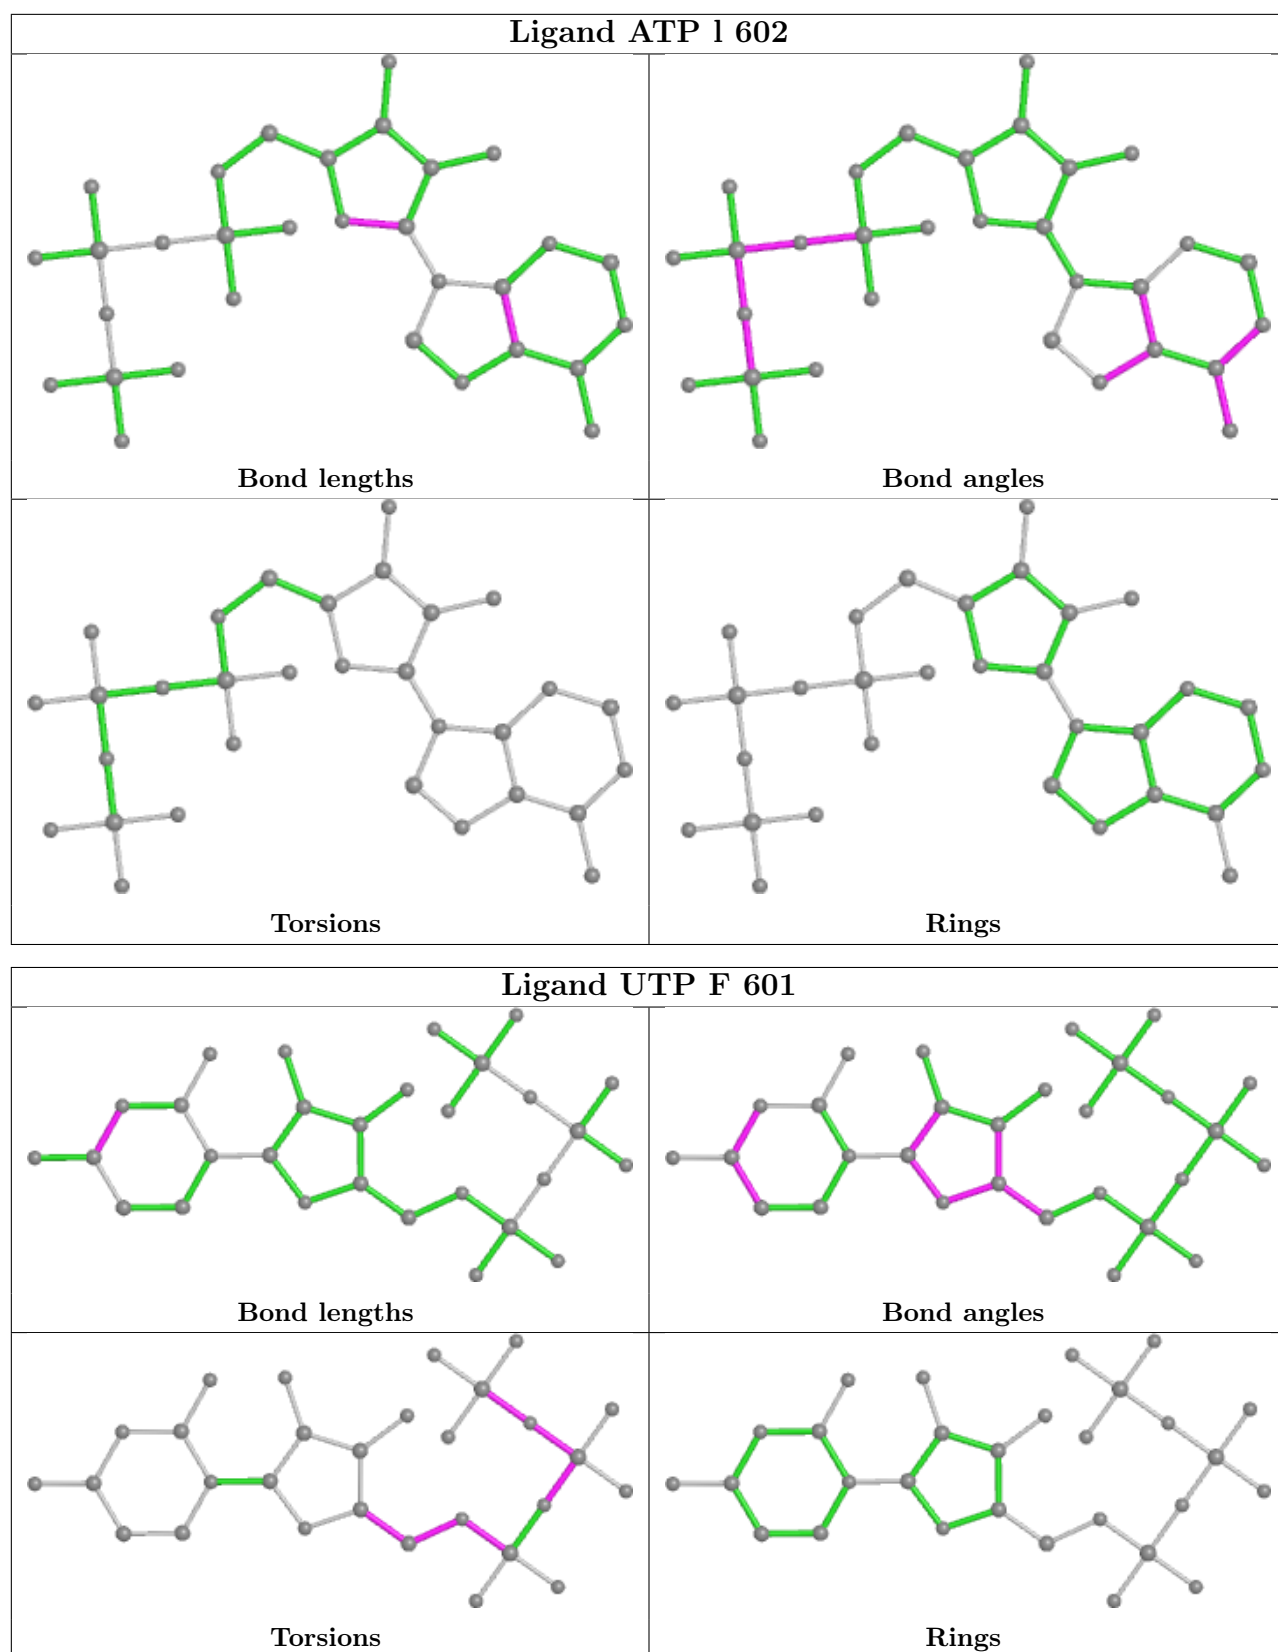 Ligand ATP l 602
Bond lengths
Bond angles
Torsions
Rings
Ligand UTP F 601
Bond lengths
Bond angles
Torsions
Rings